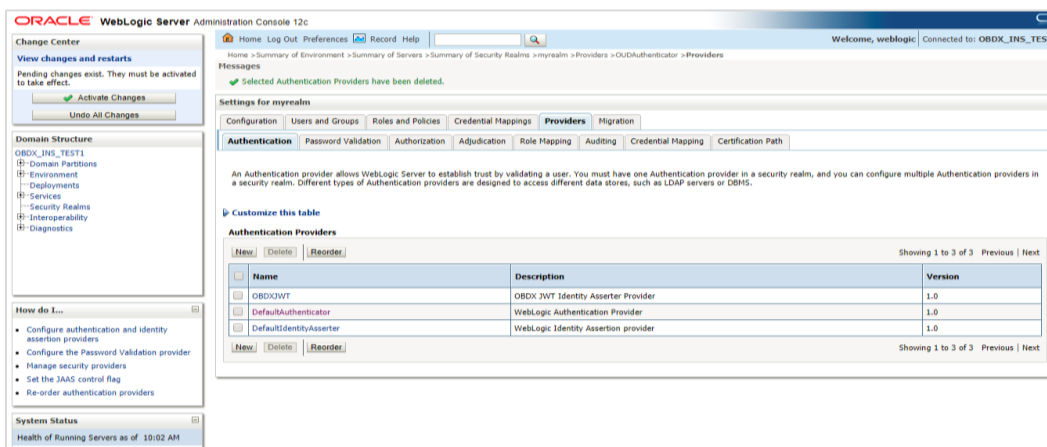 ORACLE WebLogic Server Administration Console 12c
Change Center
View changes and restarts
Pending changes exist. They must be activated
to take effect.
Activate Changes
Undo All Changes
Domain Structure
OBDX_INS_TEST1
Domain Partitions
Environment
Deployments
Services
Security Realms
Interoperability
Diagnostics
How do I...
Configure authentication and identity
assertion providers
Configure the Password Validation provider
Manage security providers
Set the JAAS control flag
Re-order authentication providers
System Status
Health of Running Servers as of 10:02 AM
Home Log Out Preferences Record Help
Welcome, weblogic Connected to: OBDX_INS_TES
Home >Summary of Environment >Summary of Servers >Summary of Security Realms >myrealm >Providers >OUDAuthenticator >Providers
Messages
Selected Authentication Providers have been deleted.
Settings for myrealm
Configuration Users and Groups Roles and Policies Credential Mappings Providers Migration
Authentication Password Validation Authorization Adjudication Role Mapping Auditing Credential Mapping Certification Path
An Authentication provider allows WebLogic Server to establish trust by validating a user. You must have one Authentication provider in a security realm, and you can configure multiple Authentication providers in
a security realm. Different types of Authentication providers are designed to access different data stores, such as LDAP servers or DBMS.
Customize this table
Authentication Providers
New Delete Reorder Showing 1 to 3 of 3 Previous | Next
Name Description Version
OBDXJWT OBDX JWT Identity Asserter Provider 1.0
DefaultAuthenticator WebLogic Authentication Provider 1.0
DefaultIdentityAsserter WebLogic Identity Assertion provider 1.0
New Delete Reorder Showing 1 to 3 of 3 Previous | Next